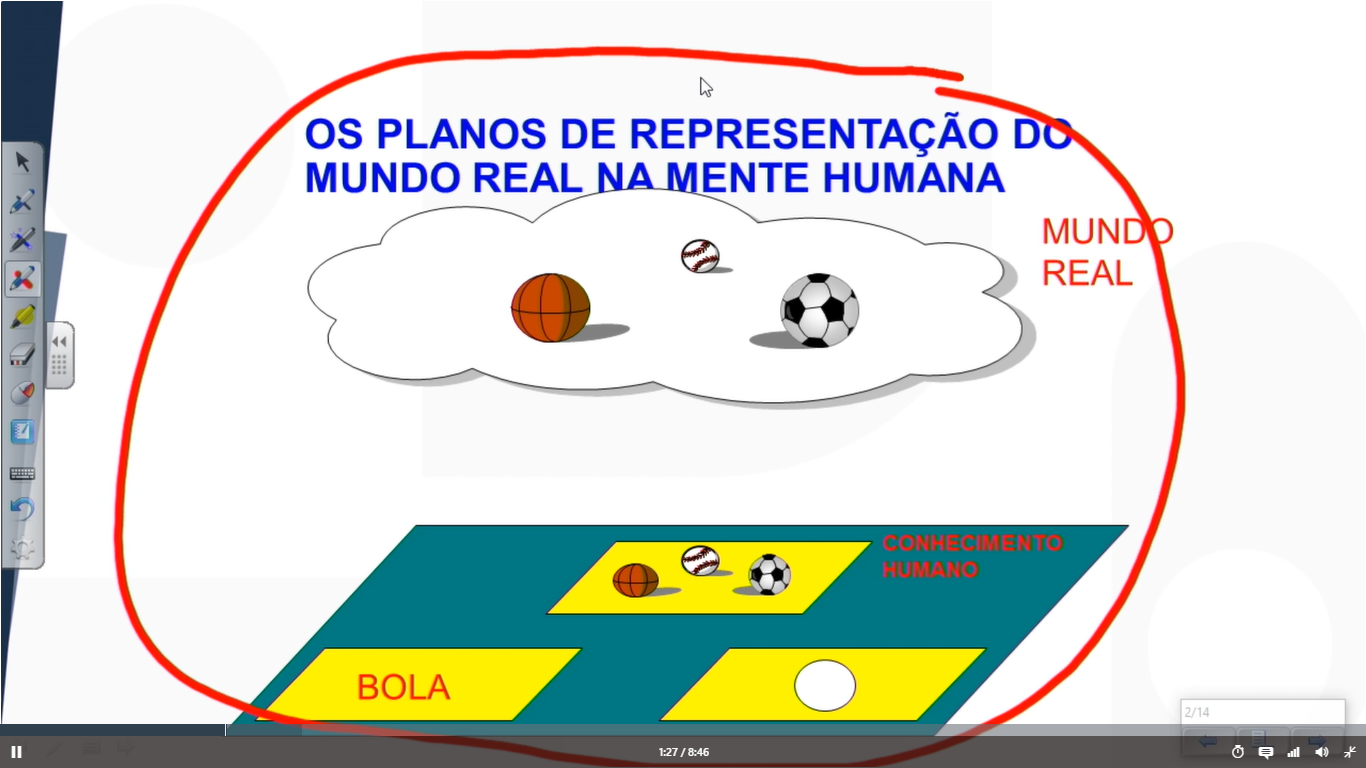 OS PLANOS DE REPRESENTAÇÃO DO
MUNDO REAL NA MENTE HUMANA
MUNDO
REAL
CONHECIMENTO
HUMANO
BOLA
2/14
1:27 / 8:46